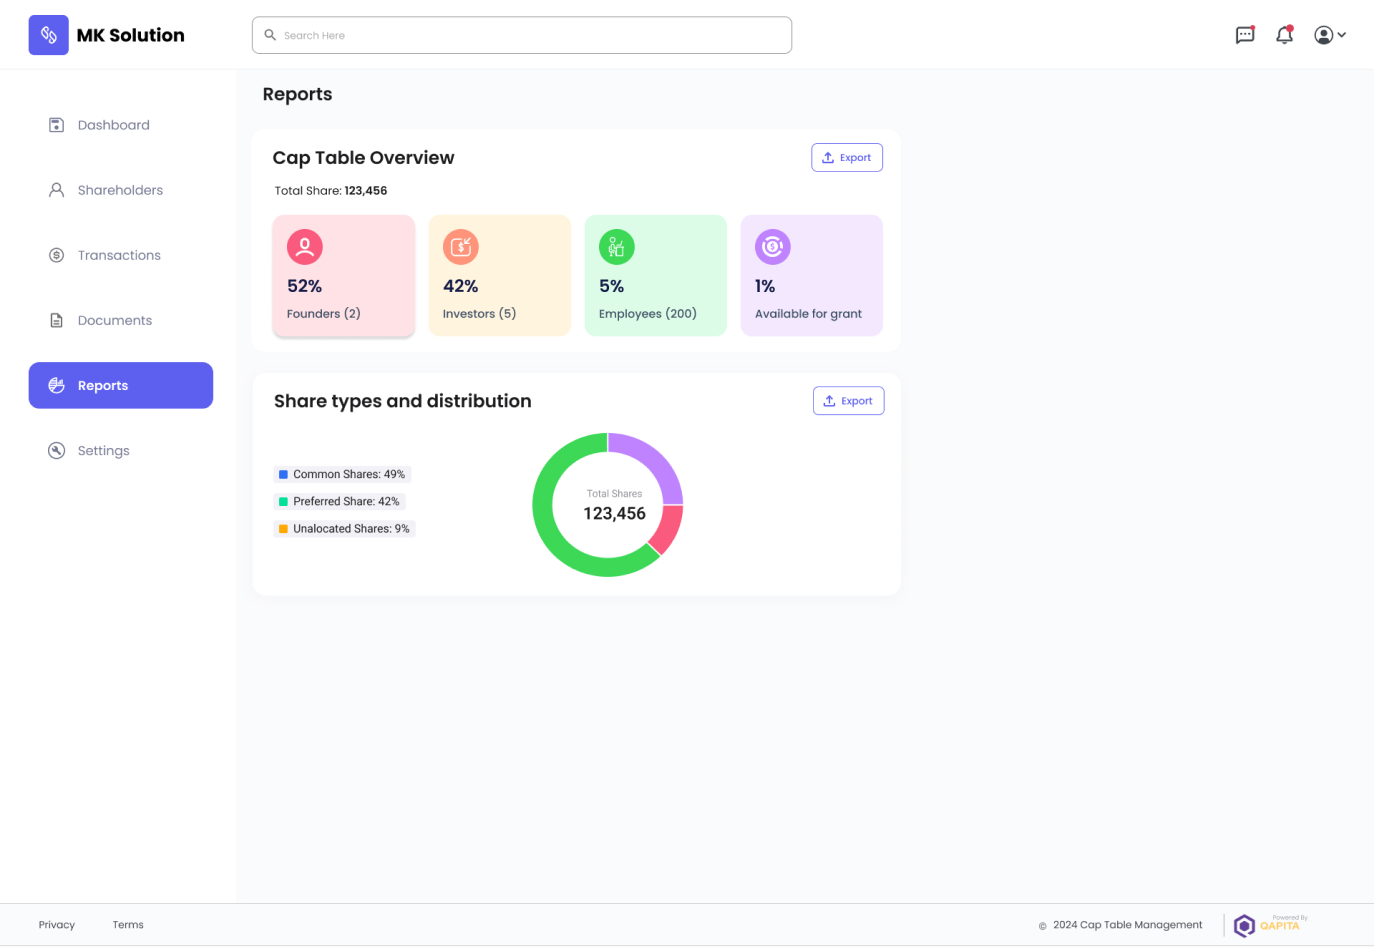 MK Solution
Search Here
Dashboard
Shareholders
Transactions
Documents
Reports
Settings
Reports
Cap Table Overview
Export
Total Share: 123,456
52%
Founders (2)
42%
Investors (5)
5%
Employees (200)
1%
Available for grant
Share types and distribution
Export
Common Shares: 49%
Preferred Share: 42%
Unalocated Shares: 9%
Total Shares
123,456
Privacy
Terms
© 2024 Cap Table Management
Powered By
QAPITA